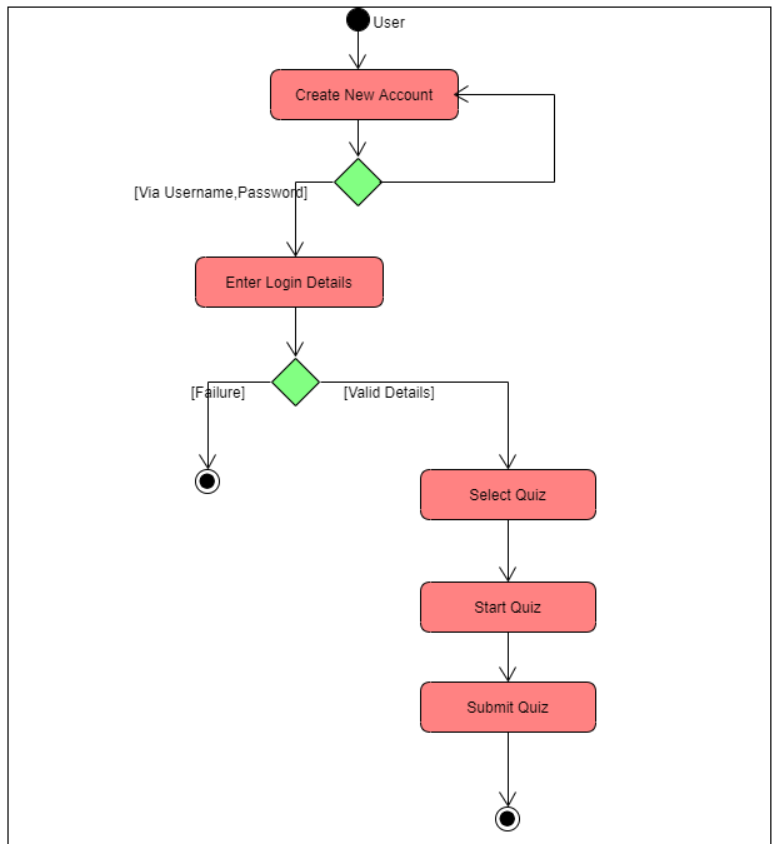 User
Create New Account
[Via Username,Password]
Enter Login Details
[Failure]
[Valid Details]
Select Quiz
Start Quiz
Submit Quiz